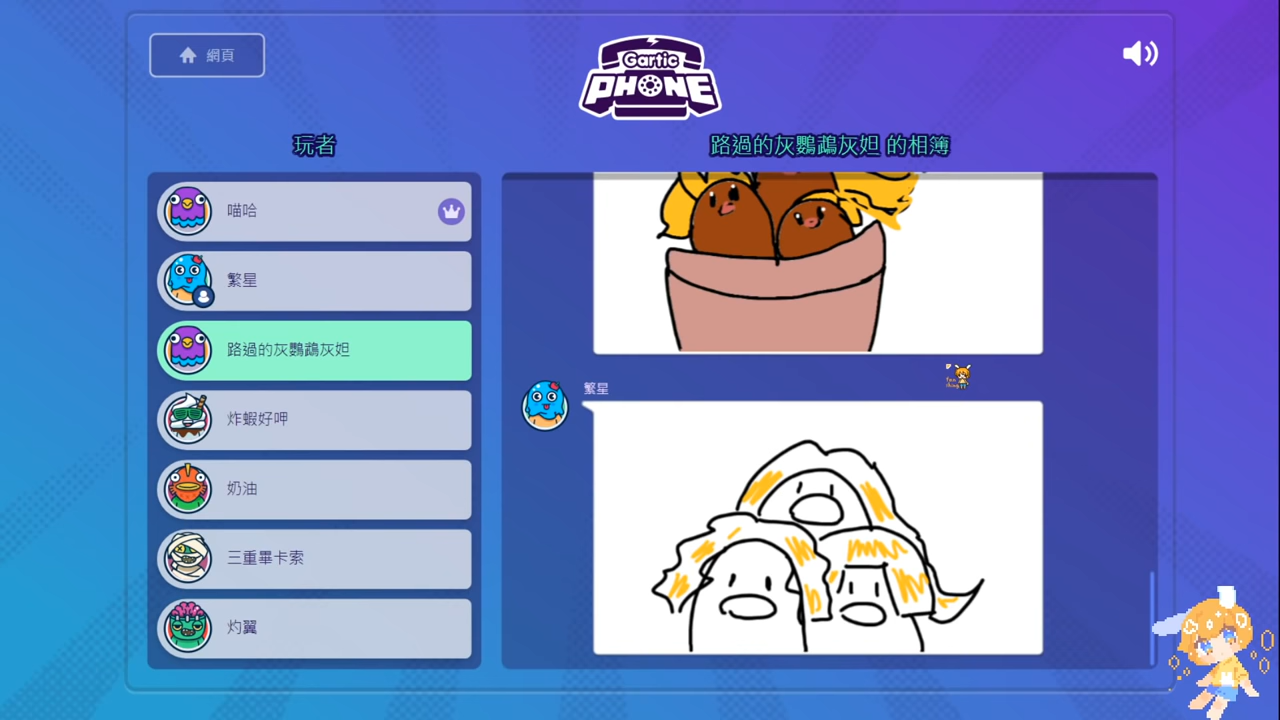 網頁
Gartic
PHONE
玩者
路過的灰鸚鵡灰妲 的相簿
喵哈
繁星
路過的灰鸚鵡灰妲
炸蝦好呷
奶油
三重畢卡索
灼翼
繁星